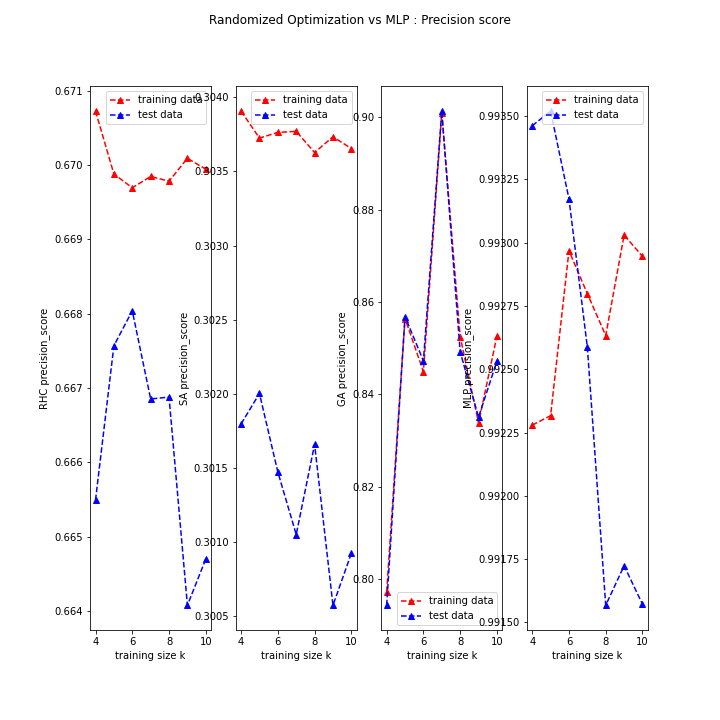 Randomized Optimization vs MLP : Precision score
RHC precision_score
0.671
0.670
0.669
0.668
0.667
0.666
0.665
0.664
training data
test data
4 6 8 10
training size k
SA precision_score
0.3040
0.3035
0.3030
0.3025
0.3020
0.3015
0.3010
0.3005
training data
test data
4 6 8 10
training size k
GA precision_score
0.90
0.88
0.86
0.84
0.82
0.80
training data
test data
4 6 8 10
training size k
MLP precision_score
0.99350
0.99325
0.99300
0.99275
0.99250
0.99225
0.99200
0.99175
0.99150
training data
test data
4 6 8 10
training size k